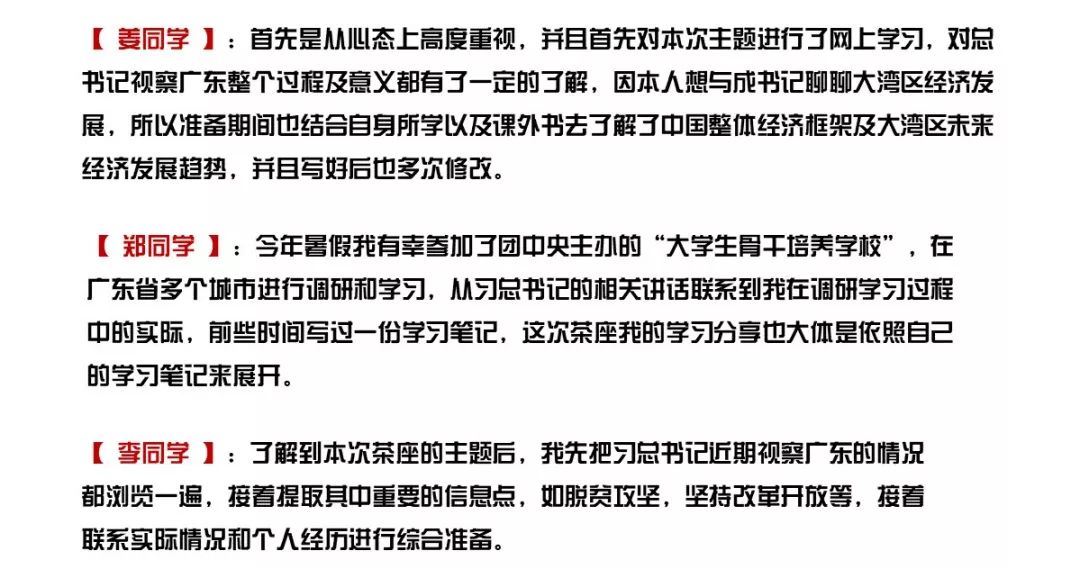 【 姜同学 】：首先是从心态上高度重视，并且首先对本次主题进行了网上学习，对总
书记视察广东整个过程及意义都有了一定的了解，因本人想与成书记聊聊大湾区经济发
展，所以准备期间也结合自身所学以及课外书去了解了中国整体经济框架及大湾区未来
经济发展趋势，并且写好后也多次修改。
【 郑同学 】：今年暑假我有幸参加了团中央主办的“大学生骨干培养学校”，在
广东省多个城市进行调研和学习，从习总书记的相关讲话联系到我在调研学习过程
中的实际，前些时间写过一份学习笔记，这次茶座我的学习分享也大体是依照自己
的学习笔记来展开。
【 李同学 】：了解到本次茶座的主题后，我先把习总书记近期视察广东的情况
都浏览一遍，接着提取其中重要的信息点，如脱贫攻坚，坚持改革开放等，接着
联系实际情况和个人经历进行综合准备。